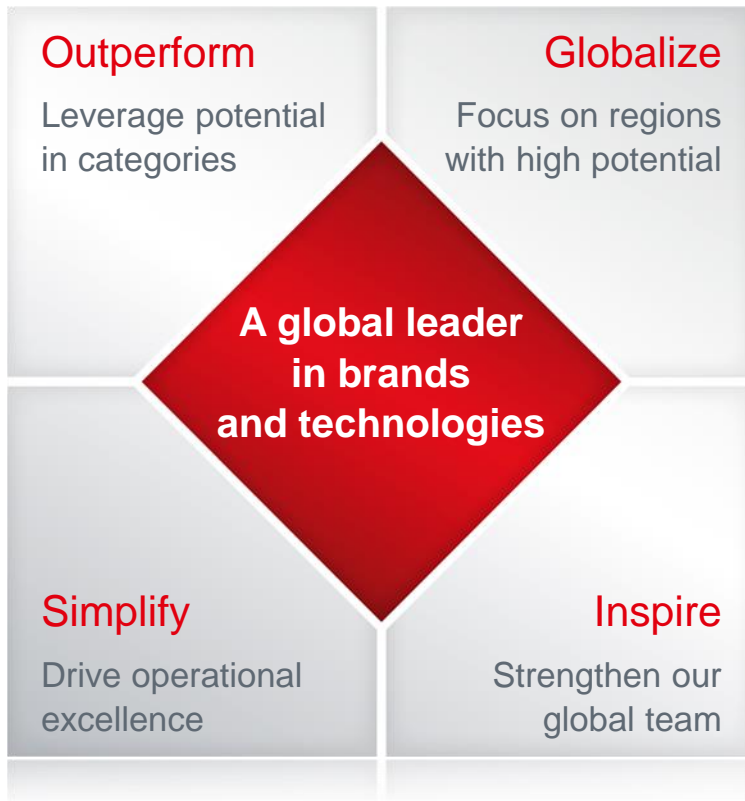 Outperform
Leverage potential
in categories
Globalize
Focus on regions
with high potential
A global leader
in brands
and technologies
Simplify
Drive operational
excellence
Inspire
Strengthen our
global team